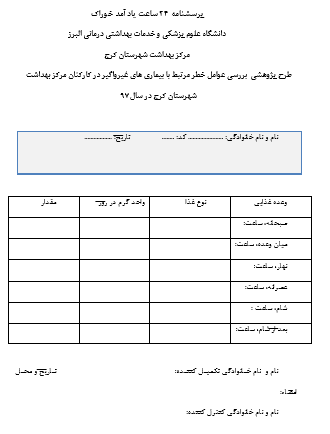 پرسشنامه ۲۴ ساعت یاد آمد خوراک
دانشگاه علوم پزشکی و خدمات بهداشتی درمانی البرز
مرکز بهداشت شهرستان کرج
طرح پژوهشی بررسی عوامل خطر مرتبط با بیماری های غیرواگیر در کارکنان مرکز بهداشت
شهرستان کرج در سال ۹۷
نام و نام خانوادگی: .................... کد: ....... تاریخ: ................
وعده غذایی نوع غذا واحد گرم در روز مقدار
صبحانه، ساعت:
میان وعده، ساعت:
نهار، ساعت:
عصرانه، ساعت:
شام، ساعت :
بعد از شام، ساعت:
نام و نام خانوادگی تکمیل کننده: تاریخ و محل
امضاء:
نام و نام خانوادگی کنترل کننده: